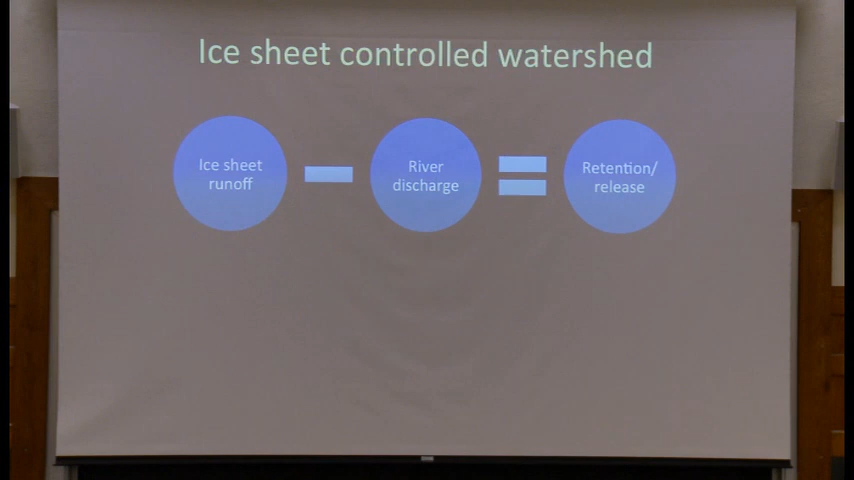 Ice sheet controlled watershed
Ice sheet
runoff
River
discharge
Retention/
release